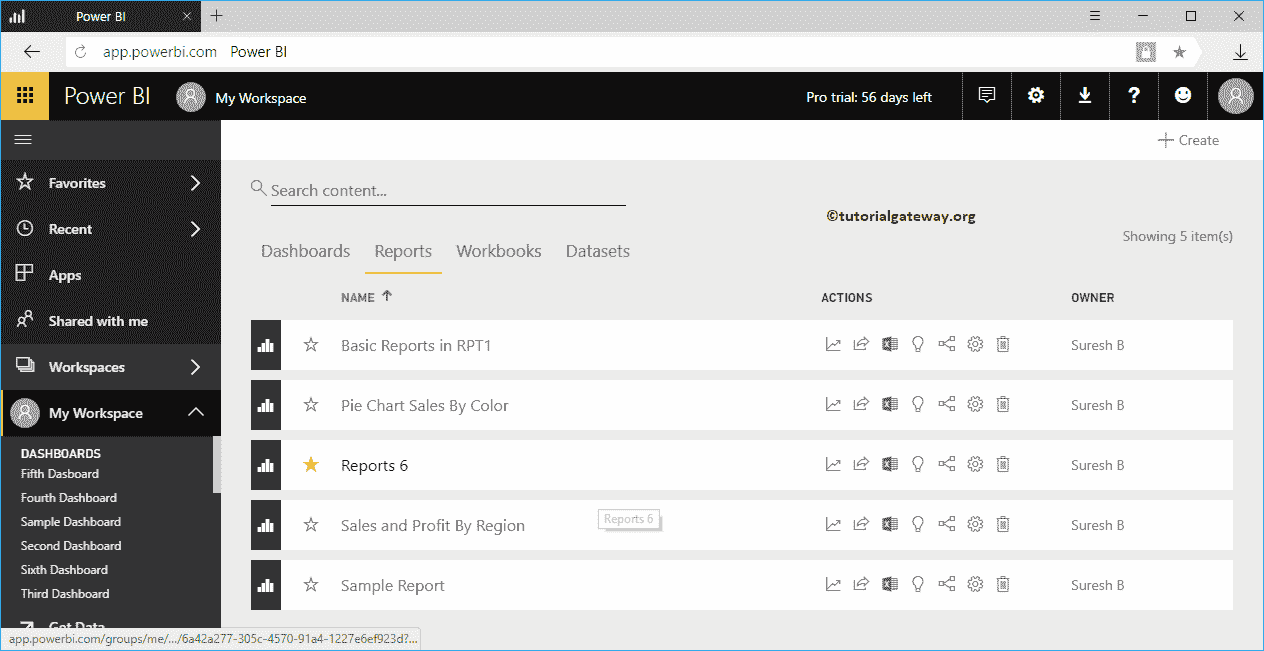 Power BI
app.powerbi.com Power BI
Power BI My Workspace Pro trial: 56 days left ?
Create
Favorites
Recent
Apps
Shared with me
Workspaces
My Workspace
DASHBOARDS
Fifth Dasboard
Fourth Dashboard
Sample Dashboard
Second Dashboard
Sixth Dashboard
Third Dashboard
Get Data
Search content...
©tutorialgateway.org
Showing 5 item(s)
Dashboards Reports Workbooks Datasets
NAME ACTIONS OWNER
Basic Reports in RPT1 Suresh B
Pie Chart Sales By Color Suresh B
Reports 6 Suresh B
Sales and Profit By Region Suresh B
Reports 6
Sample Report Suresh B
app.powerbi.com/groups/me/.../6a42a277-305c-4570-91a4-1227e6ef923d?...